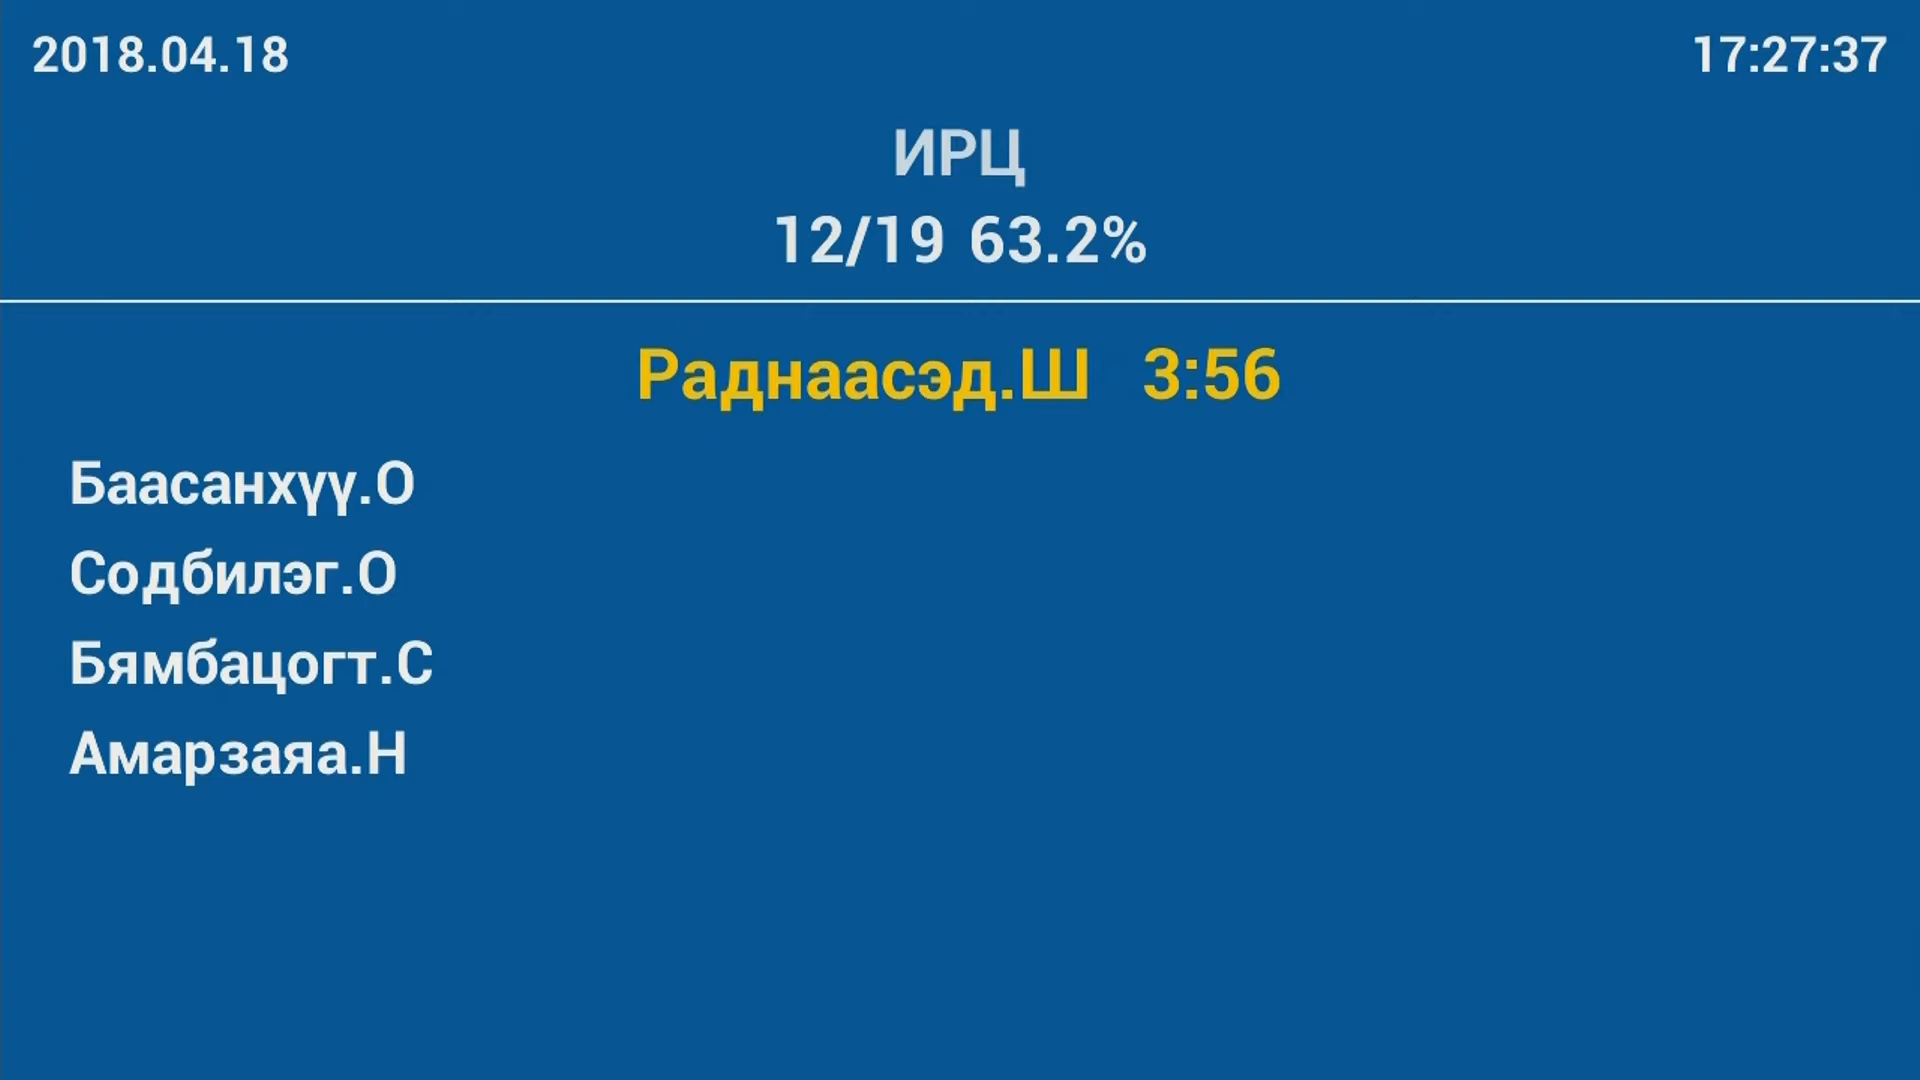 2018.04.18 17:27:37
ИРЦ
12/19 63.2%
Раднаасэд.Ш 3:56
Баасанхүү.О
Содбилэг.О
Бямбацогт.С
Амарзаяа.Н